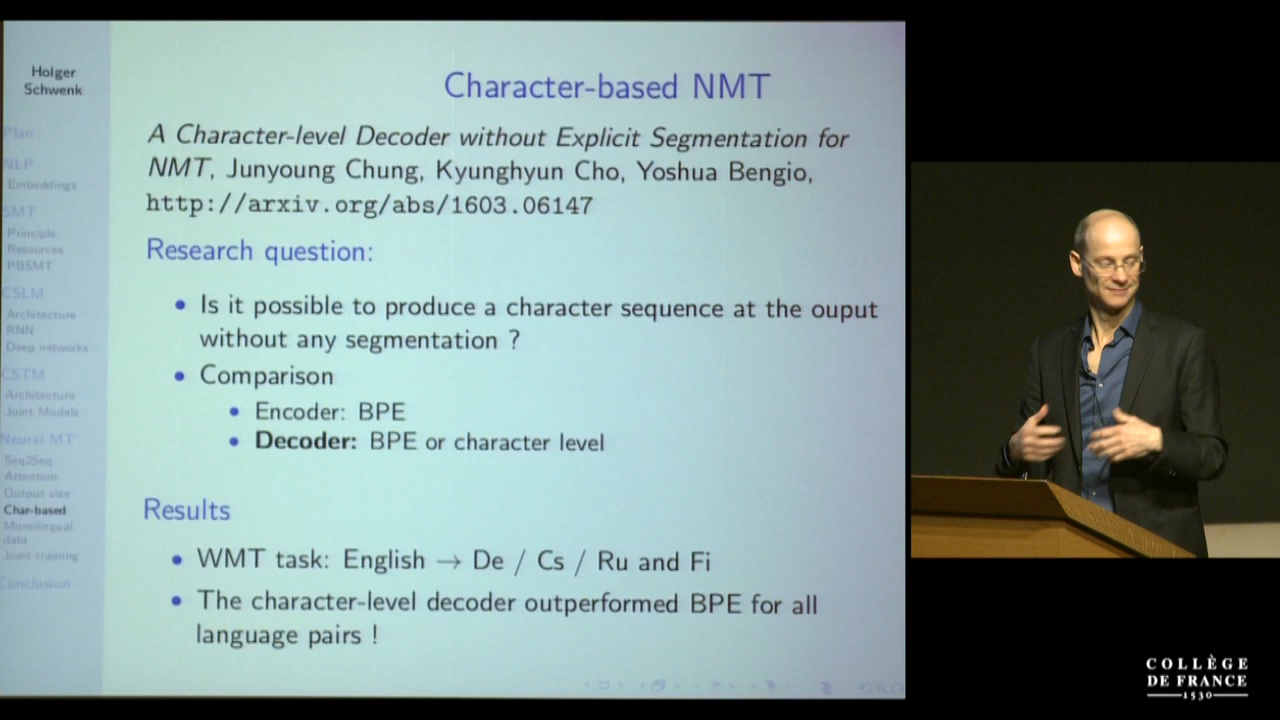 Holger
Schwenk
Plan
NLP
Embeddings
SMT
Principle
Resources
PBSMT
CSLM
Architecture
RNN
Deep networks
CSTM
Architecture
Joint Models
Neural MT
Seq2Seq
Attention
Output size
Char-based
Monolingual
data
Joint training
Conclusion
Character-based NMT
A Character-level Decoder without Explicit Segmentation for
NMT, Junyoung Chung, Kyunghyun Cho, Yoshua Bengio,
http://arxiv.org/abs/1603.06147
Research question:
• Is it possible to produce a character sequence at the ouput
without any segmentation ?
• Comparison
• Encoder: BPE
• Decoder: BPE or character level
Results
• WMT task: English → De / Cs / Ru and Fi
• The character-level decoder outperformed BPE for all
language pairs !
COLLÈGE
DE FRANCE
1530